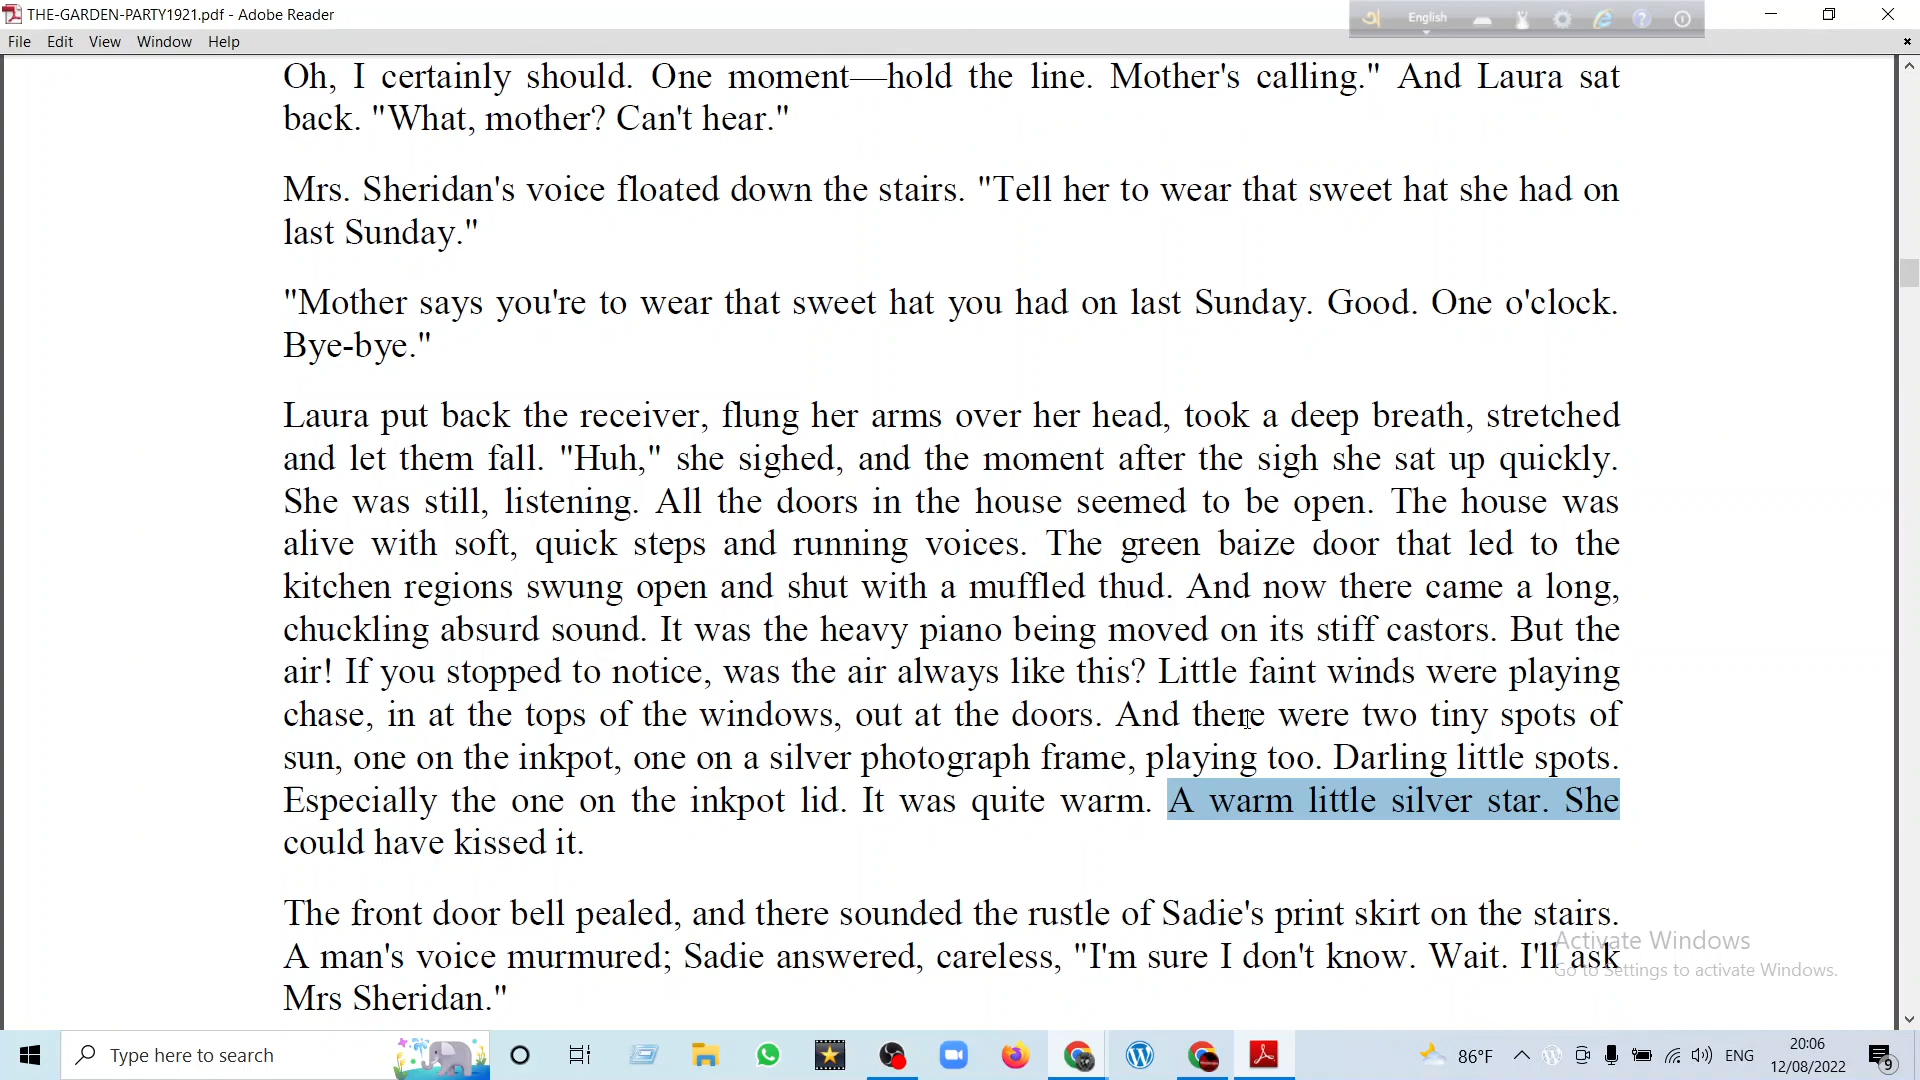 THE-GARDEN-PARTY1921.pdf - Adobe Reader
English
File Edit View Window Help
Oh, I certainly should. One moment—hold the line. Mother's calling." And Laura sat
back. "What, mother? Can't hear."
Mrs. Sheridan's voice floated down the stairs. "Tell her to wear that sweet hat she had on
last Sunday."
"Mother says you're to wear that sweet hat you had on last Sunday. Good. One o'clock.
Bye-bye."
Laura put back the receiver, flung her arms over her head, took a deep breath, stretched
and let them fall. "Huh," she sighed, and the moment after the sigh she sat up quickly.
She was still, listening. All the doors in the house seemed to be open. The house was
alive with soft, quick steps and running voices. The green baize door that led to the
kitchen regions swung open and shut with a muffled thud. And now there came a long,
chuckling absurd sound. It was the heavy piano being moved on its stiff castors. But the
air! If you stopped to notice, was the air always like this? Little faint winds were playing
chase, in at the tops of the windows, out at the doors. And there were two tiny spots of
sun, one on the inkpot, one on a silver photograph frame, playing too. Darling little spots.
Especially the one on the inkpot lid. It was quite warm. A warm little silver star. She
could have kissed it.
The front door bell pealed, and there sounded the rustle of Sadie's print skirt on the stairs.
A man's voice murmured; Sadie answered, careless, "I'm sure I don't know. Wait. I'll ask
Mrs Sheridan."
Activate Windows
Go to Settings to activate Windows.
Type here to search
86°F
ENG
20:06
12/08/2022
9